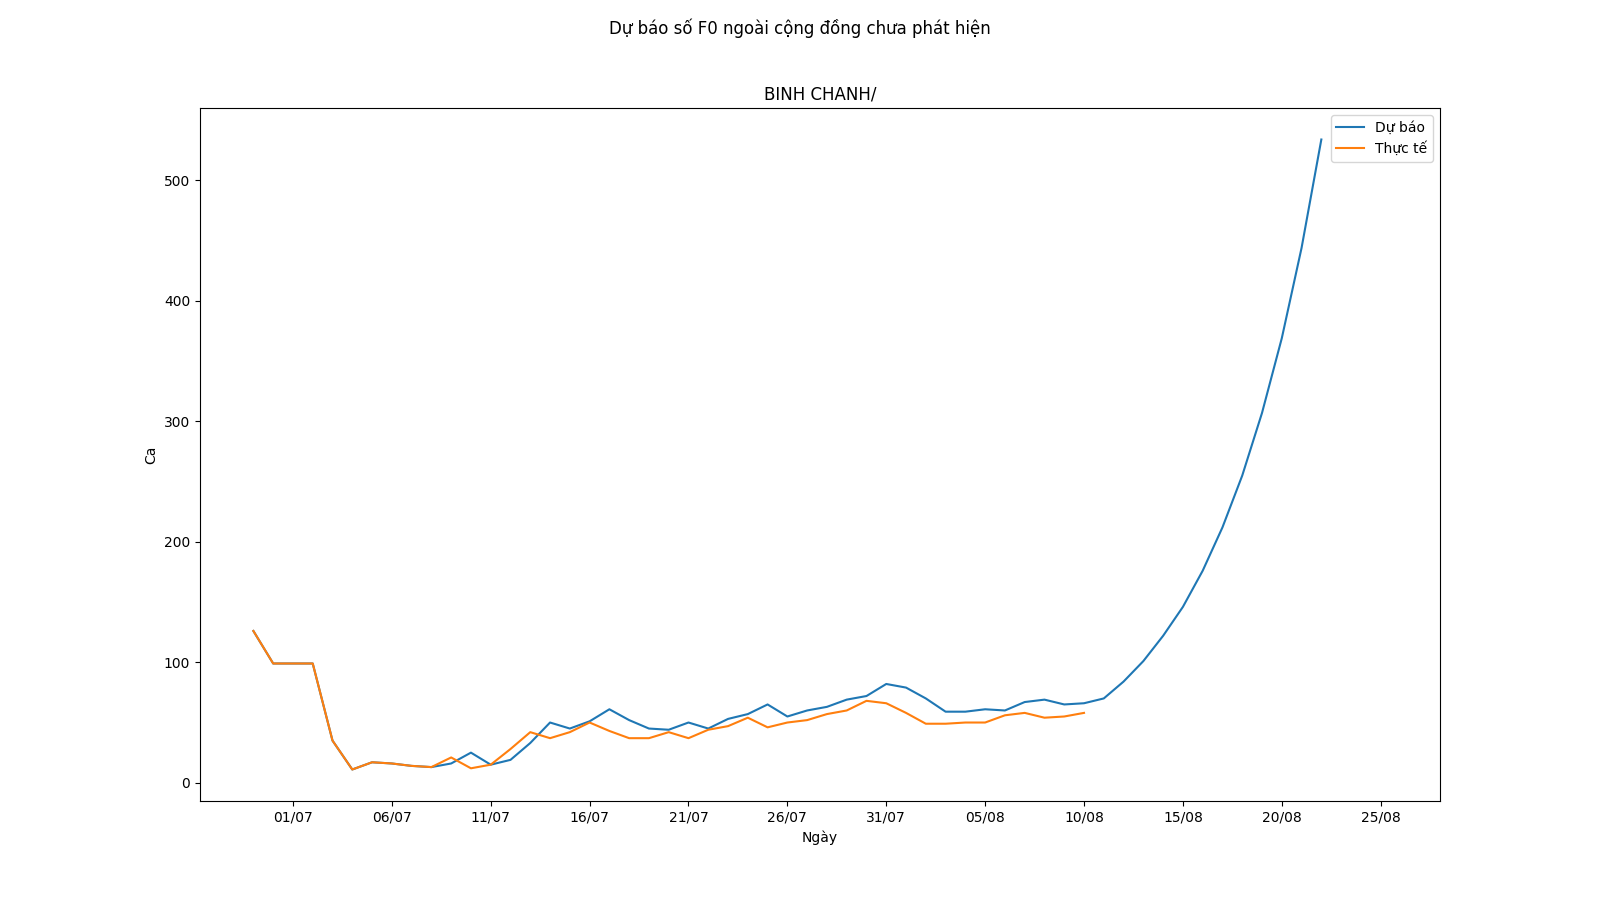 Dự báo số F0 ngoài cộng đồng chưa phát hiện
BINH CHANH/
Dự báo
Thực tế
500
400
300
200
100
0
Ca
01/07 06/07 11/07 16/07 21/07 26/07 31/07 05/08 10/08 15/08 20/08 25/08
Ngày